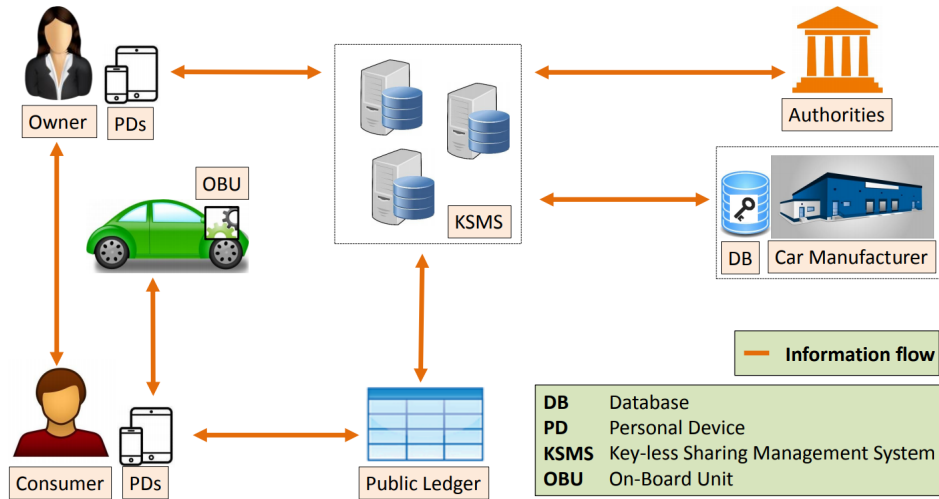 Owner
PDs
Authorities
OBU
KSMS
DB
Car Manufacturer
Consumer
PDs
Public Ledger
Information flow
DB Database
PD Personal Device
KSMS Key-less Sharing Management System
OBU On-Board Unit